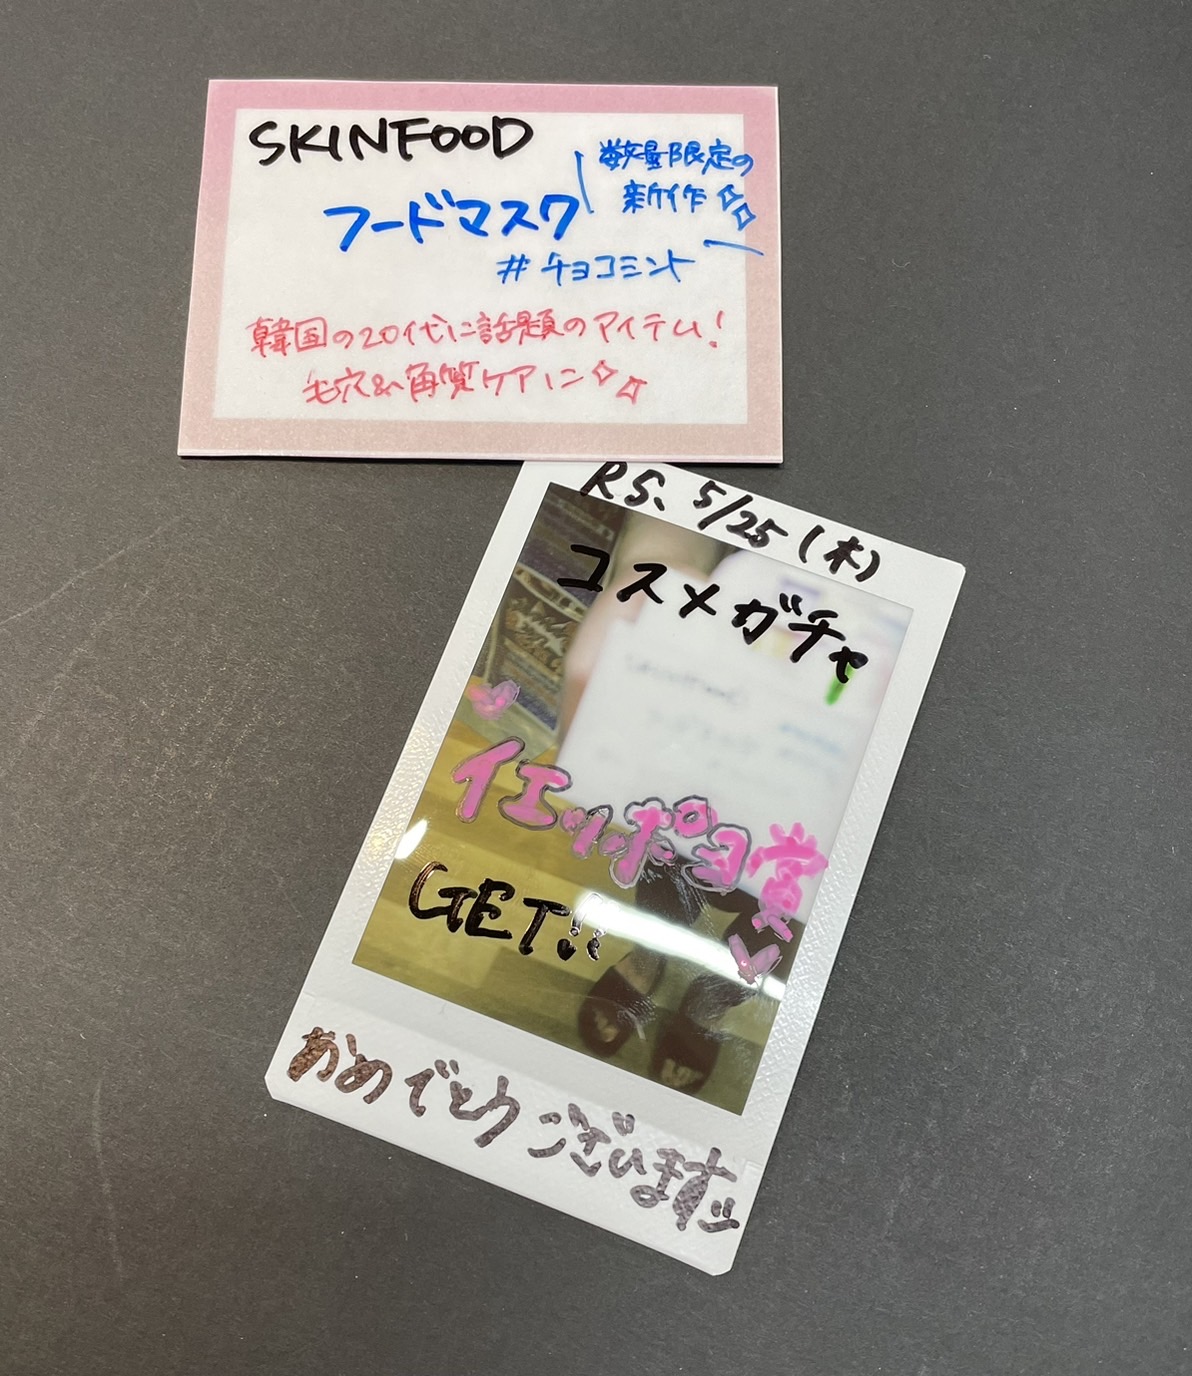 SKINFOOD
数量限定の
新作
フードマスク
#チョコミント
韓国の20代に話題のアイテム!
毛穴&角質ケアに
R5、5/25(木)
コスメガチャ
イエッポヨ賞
GET!!
おめでとうございます!!